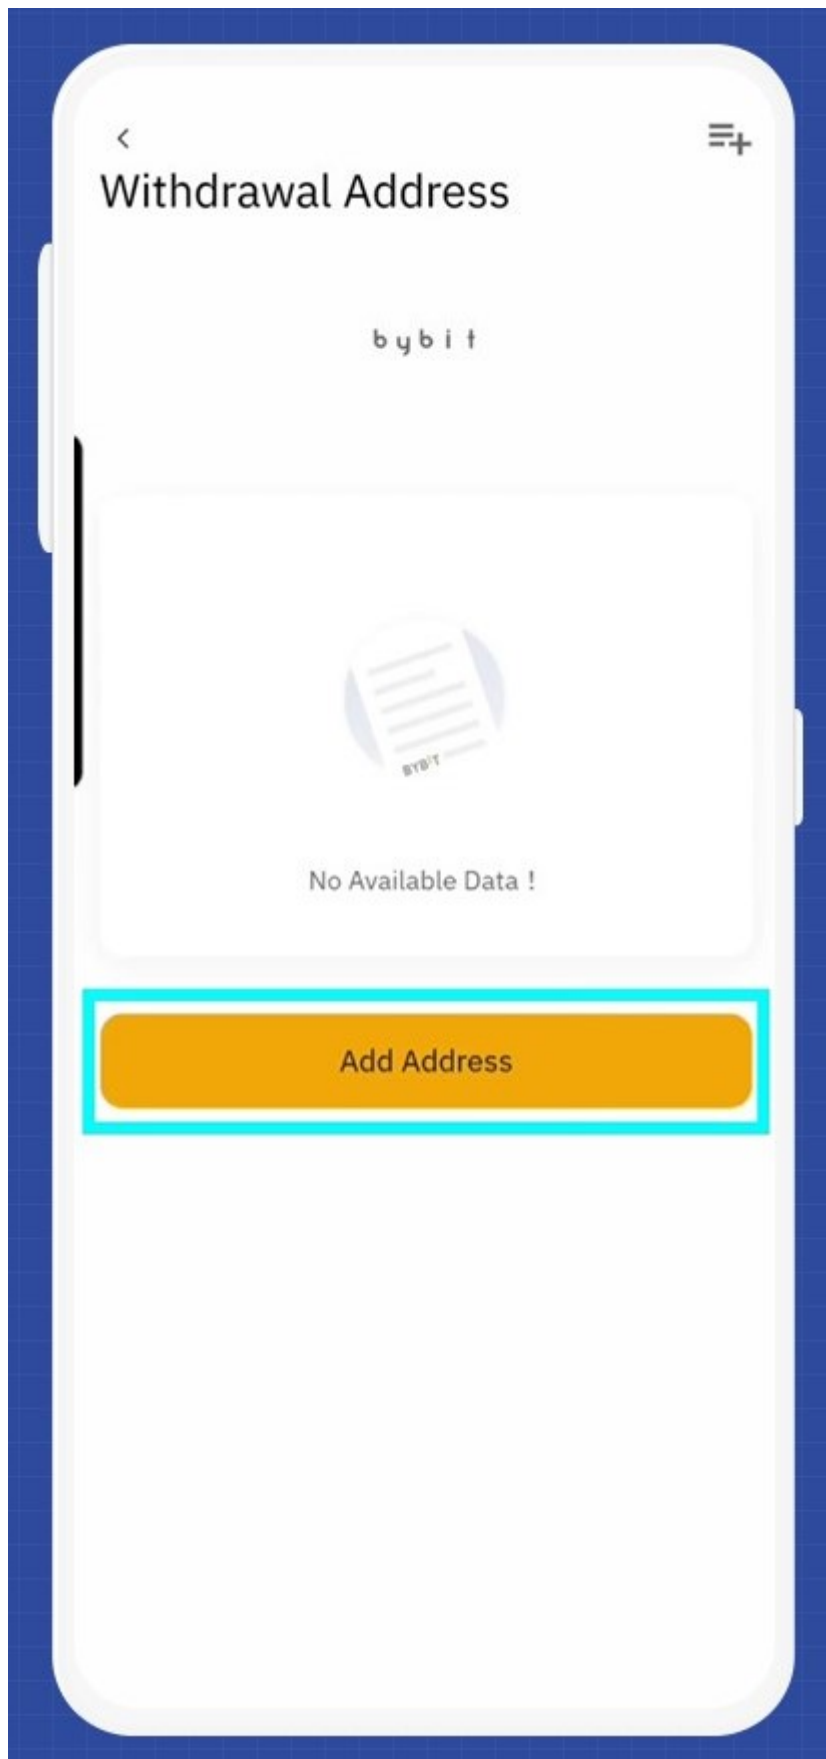 Withdrawal Address
bybit
BYBIT
No Available Data !
Add Address